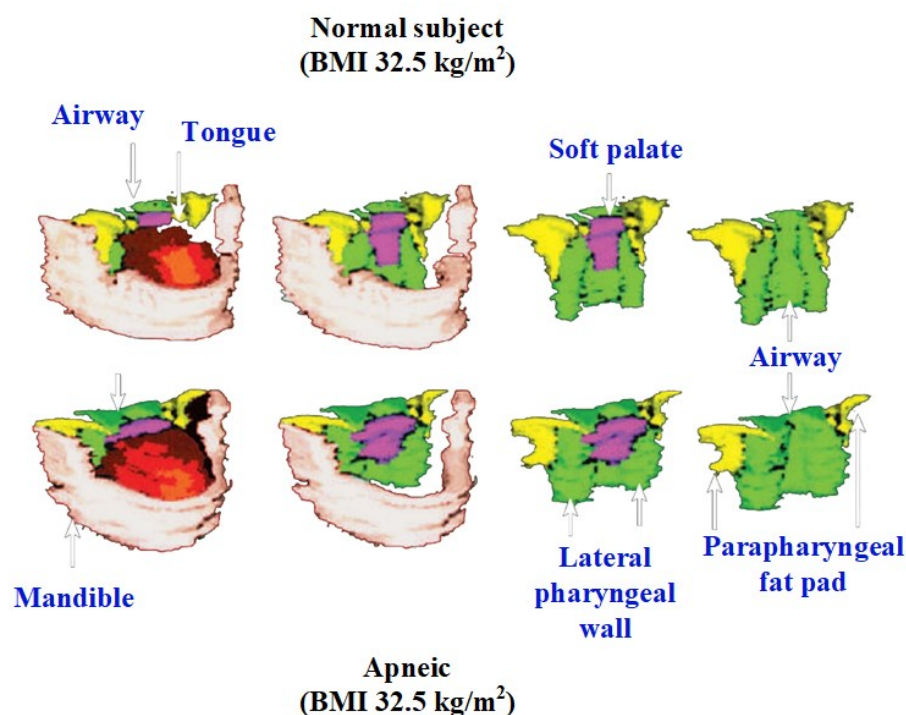 Normal subject
(BMI 32.5 kg/m²)
Airway
Tongue
Soft palate
Airway
Mandible
Lateral
pharyngeal
wall
Parapharyngeal
fat pad
Apneic
(BMI 32.5 kg/m²)